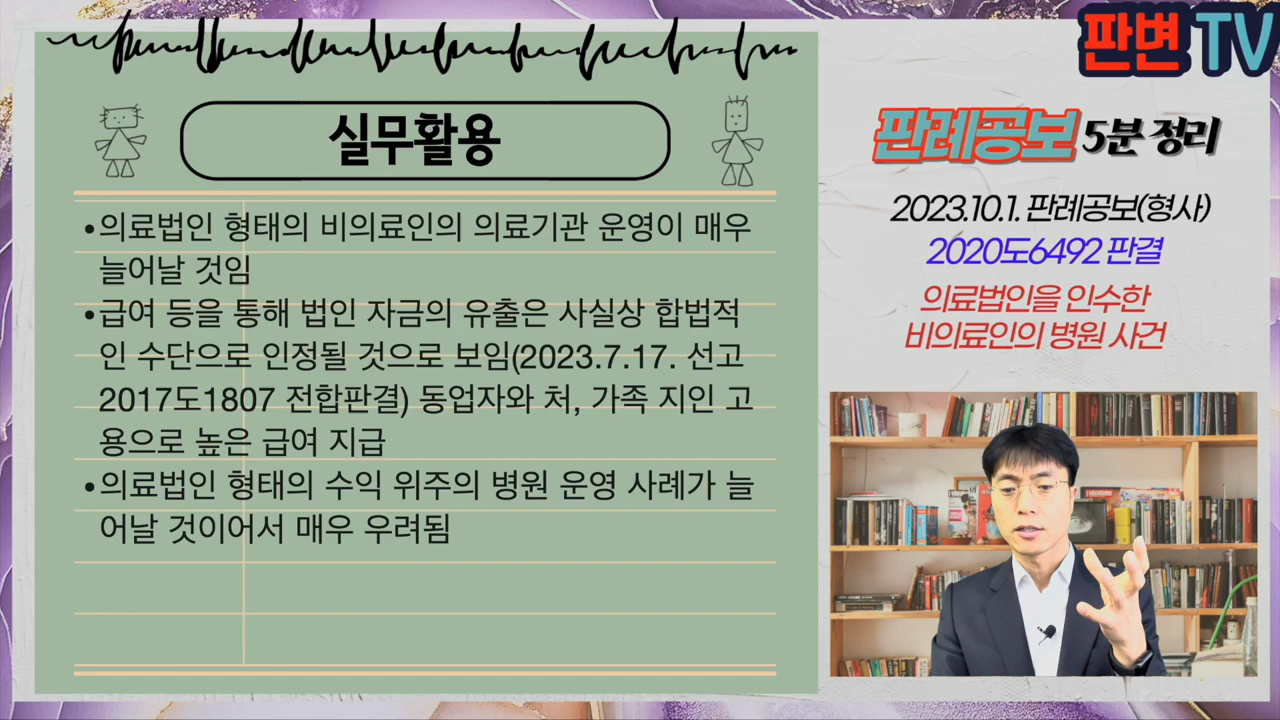 판변 TV
실무활용
•의료법인 형태의 비의료인의 의료기관 운영이 매우
늘어날 것임
•급여 등을 통해 법인 자금의 유출은 사실상 합법적
인 수단으로 인정될 것으로 보임(2023.7.17. 선고
2017도1807 전합판결) 동업자와 처, 가족 지인 고
용으로 높은 급여 지급
•의료법인 형태의 수익 위주의 병원 운영 사례가 늘
어날 것이어서 매우 우려됨
판례공보 5분 정리
2023.10.1. 판례공보(형사)
2020도6492 판결
의료법인을 인수한
비의료인의 병원 사건